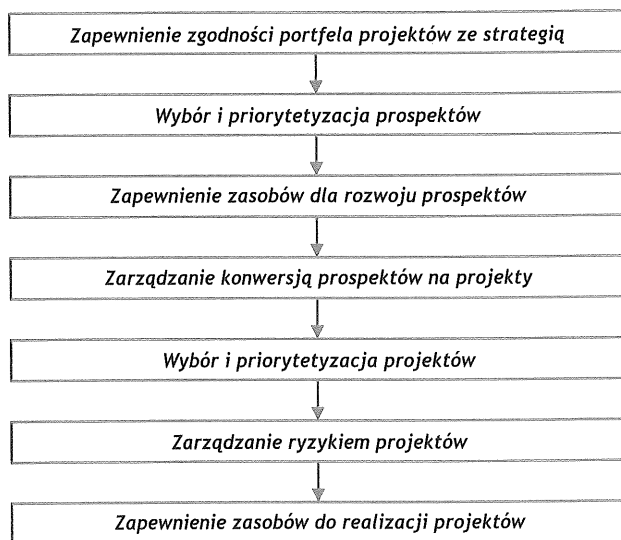 Zapewnienie zgodności portfela projektów ze strategią
Wybór i priorytetyzacja prospektów
Zapewnienie zasobów dla rozwoju prospektów
Zarządzanie konwersją prospektów na projekty
Wybór i priorytetyzacja projektów
Zarządzanie ryzykiem projektów
Zapewnienie zasobów do realizacji projektów